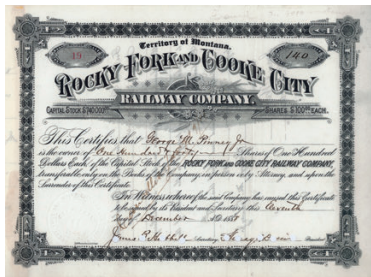 Territory of Montana.
19
140
ROCKY FORK AND COOKE CITY
RAILWAY COMPANY.
CAPITAL STOCK
SHARES $100 EACH.
This Certifies that George M.
is the owner of One Hundred & forty Shares of One Hundred
Dollars Each, of the Capital Stock of the ROCKY FORK AND COOKE CITY RAILWAY COMPANY,
transferable only on the Books of the Company, in person or by Attorney, and upon the
Surrender of this Certificate.
In Witness whereof the said Company has caused this Certificate
to be signed by its President and Secretary, this Eleventh
day of December
Secretary
President